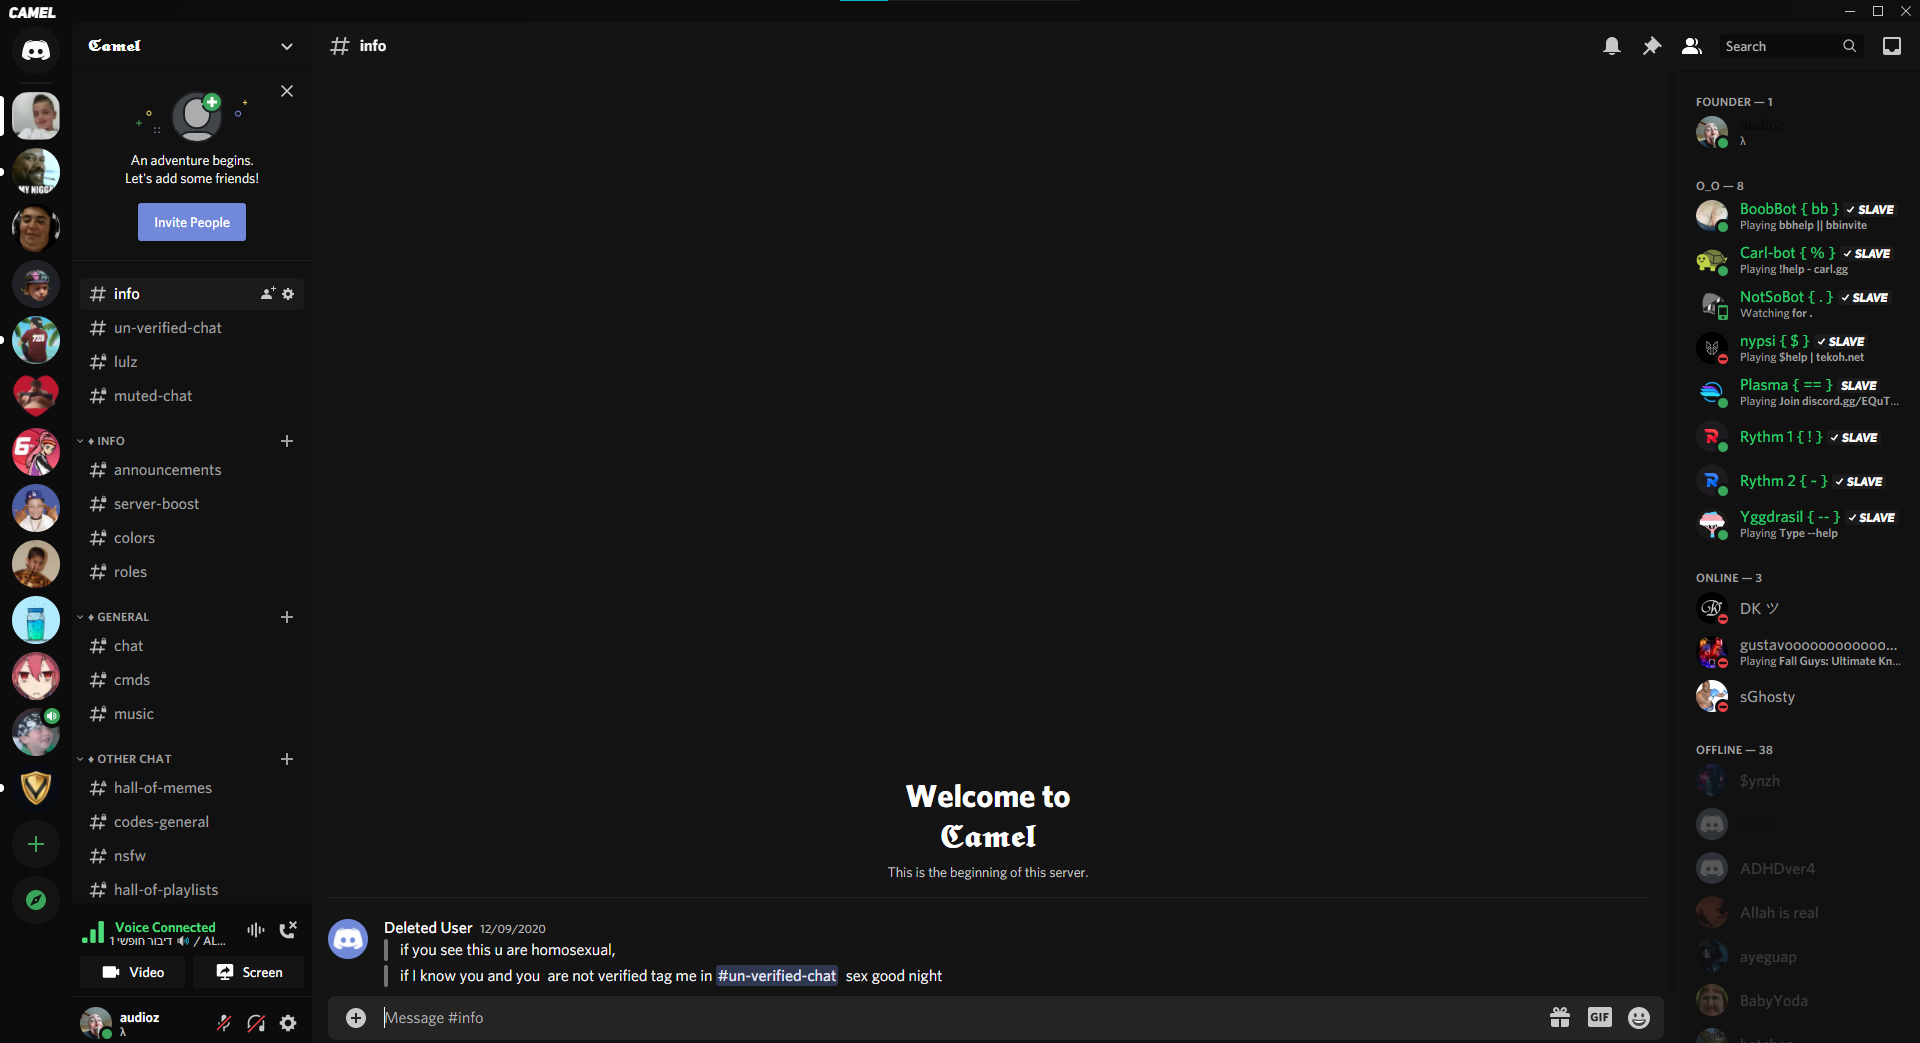 CAMEL
Camel
info
Search
An adventure begins.
Let's add some friends!
Invite People
info
un-verified-chat
lulz
muted-chat
INFO
announcements
server-boost
colors
roles
GENERAL
chat
cmds
music
OTHER CHAT
hall-of-memes
codes-general
nsfw
hall-of-playlists
Voice Connected
דיבור חופשי 1 / AL...
Video
Screen
audioz
λ
Welcome to
Camel
This is the beginning of this server.
Deleted User 12/09/2020
if you see this u are homosexual,
if I know you and you are not verified tag me in #un-verified-chat sex good night
Message #info
GIF
FOUNDER — 1
audioz
λ
O_O — 8
BoobBot { bb } ✓ SLAVE
Playing bbhelp || bbinvite
Carl-bot { % } ✓ SLAVE
Playing !help - carl.gg
NotSoBot { . } ✓ SLAVE
Watching for .
nypsi { $ } ✓ SLAVE
Playing $help | tekoh.net
Plasma { == } SLAVE
Playing Join discord.gg/EQuT...
Rythm 1 { ! } ✓ SLAVE
Rythm 2 { ~ } ✓ SLAVE
Yggdrasil { -- } ✓ SLAVE
Playing Type --help
ONLINE — 3
DK ツ
gustavoooooooooooo...
Playing Fall Guys: Ultimate Kn...
sGhosty
OFFLINE — 38
$ynzh
ADHDver4
Allah is real
ayeguap
BabyYoda